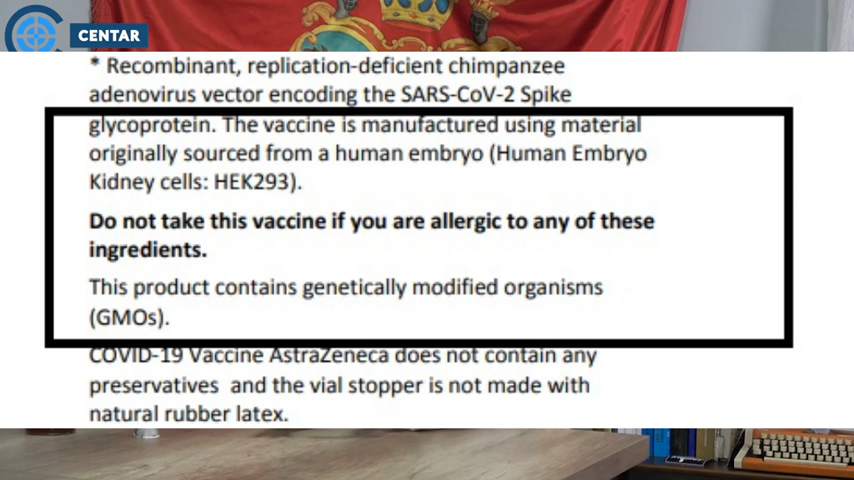 CENTAR
* Recombinant, replication-deficient chimpanzee
adenovirus vector encoding the SARS-CoV-2 Spike
glycoprotein. The vaccine is manufactured using material
originally sourced from a human embryo (Human Embryo
Kidney cells: HEK293).
Do not take this vaccine if you are allergic to any of these
ingredients.
This product contains genetically modified organisms
(GMOs).
COVID-19 Vaccine AstraZeneca does not contain any
preservatives and the vial stopper is not made with
natural rubber latex.